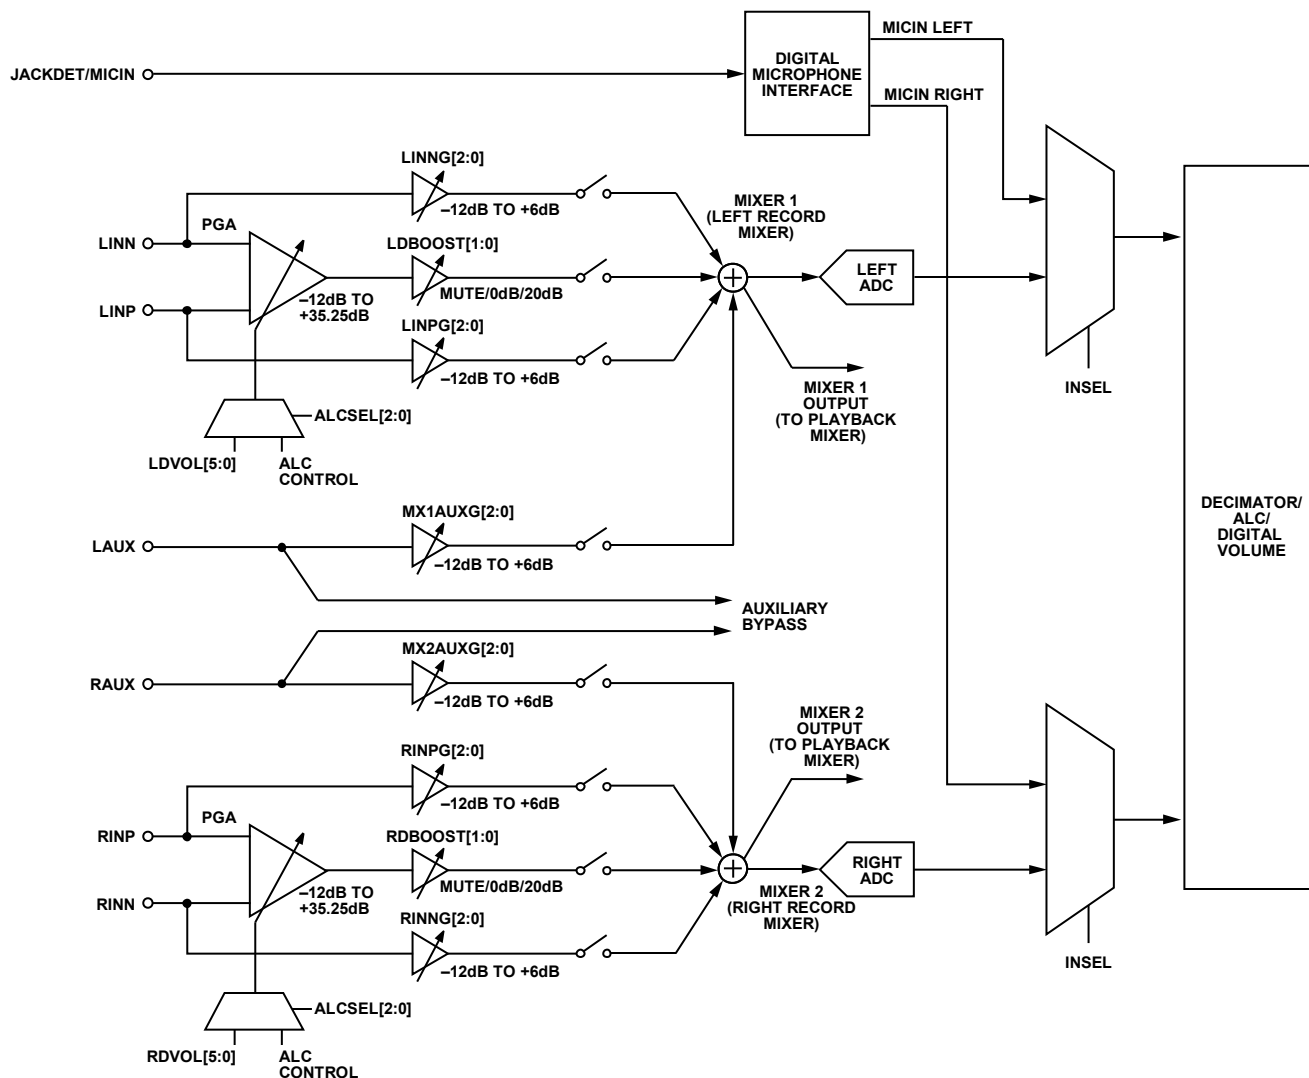 MICIN LEFT
DIGITAL
MICROPHONE
INTERFACE
JACKDET/MICIN
MICIN RIGHT
LINNG[2:0]
–12dB TO +6dB
MIXER 1
(LEFT RECORD
MIXER)
PGA
LINN
LDBOOST[1:0]
MUTE/0dB/20dB
LEFT
ADC
–12dB TO
+35.25dB
LINP
LINPG[2:0]
–12dB TO +6dB
INSEL
MIXER 1
OUTPUT
(TO PLAYBACK
MIXER)
ALCSEL[2:0]
LDVOL[5:0]
ALC
CONTROL
MX1AUXG[2:0]
LAUX
–12dB TO +6dB
DECIMATOR/
ALC/
DIGITAL
VOLUME
AUXILIARY
BYPASS
MX2AUXG[2:0]
RAUX
–12dB TO +6dB
MIXER 2
OUTPUT
(TO PLAYBACK
MIXER)
RINPG[2:0]
–12dB TO +6dB
PGA
RINP
RDBOOST[1:0]
MUTE/0dB/20dB
RIGHT
ADC
–12dB TO
+35.25dB
MIXER 2
(RIGHT RECORD
MIXER)
RINN
RINNG[2:0]
–12dB TO +6dB
INSEL
ALCSEL[2:0]
RDVOL[5:0]
ALC
CONTROL